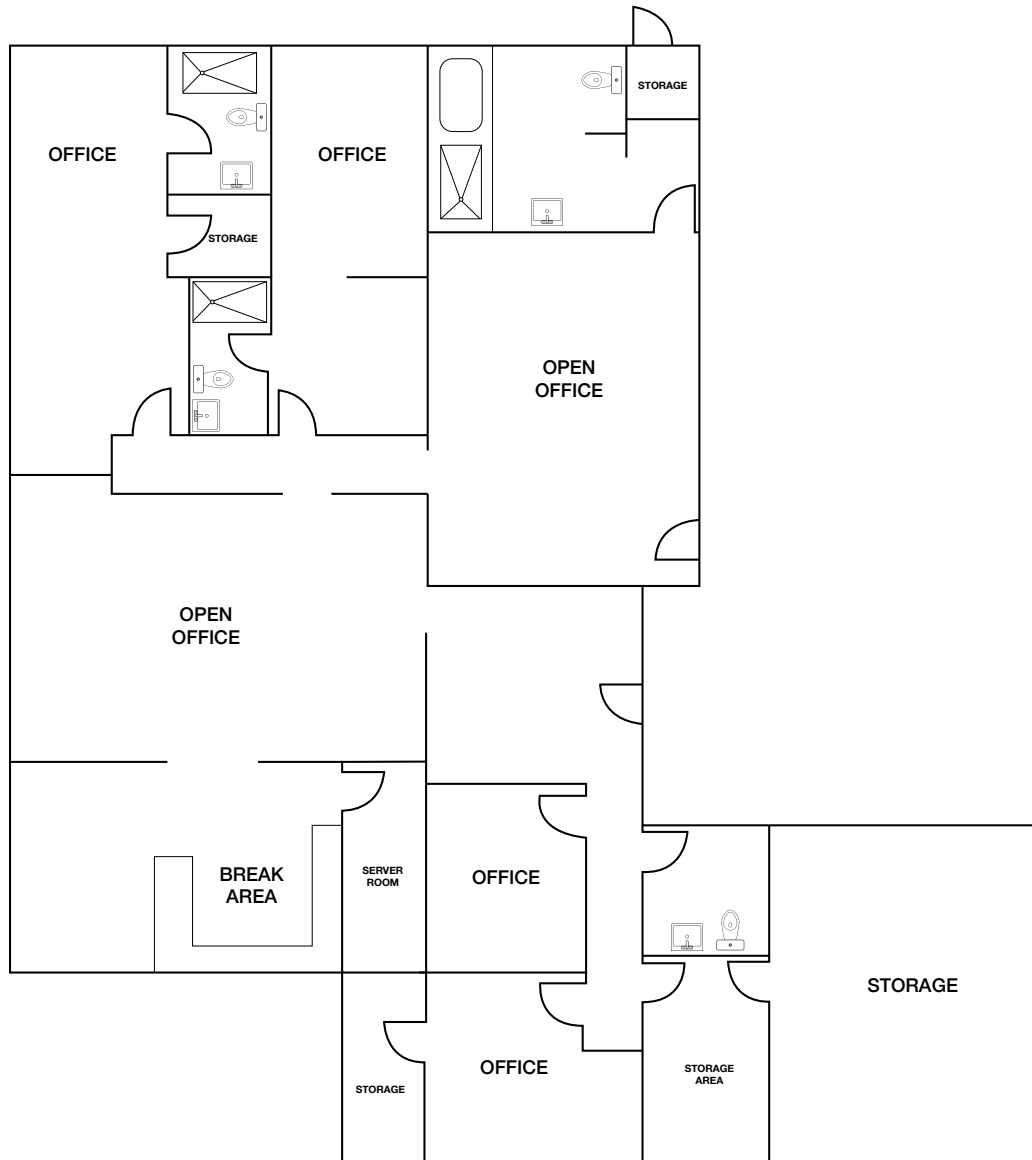 STORAGE
OFFICE
OFFICE
STORAGE
OPEN
OFFICE
OPEN
OFFICE
BREAK
AREA
SERVER
ROOM
OFFICE
STORAGE
OFFICE
STORAGE
AREA
STORAGE